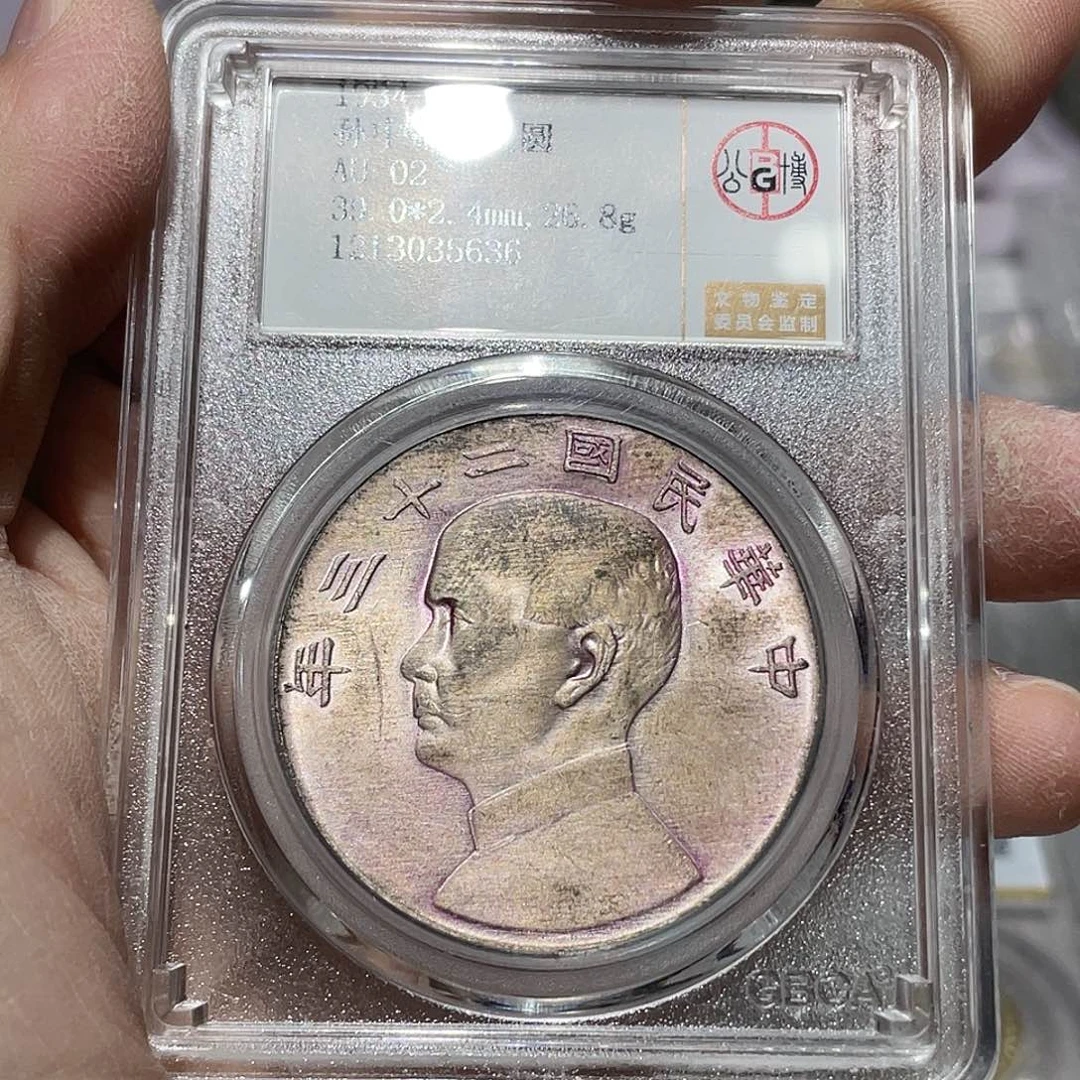 1934
孙中 圆
AU 02
39.0*2.4mm,26.8g
1213035636
公 BG 博
文物鉴定
委员会监制
中華民國二十三年
GBCA